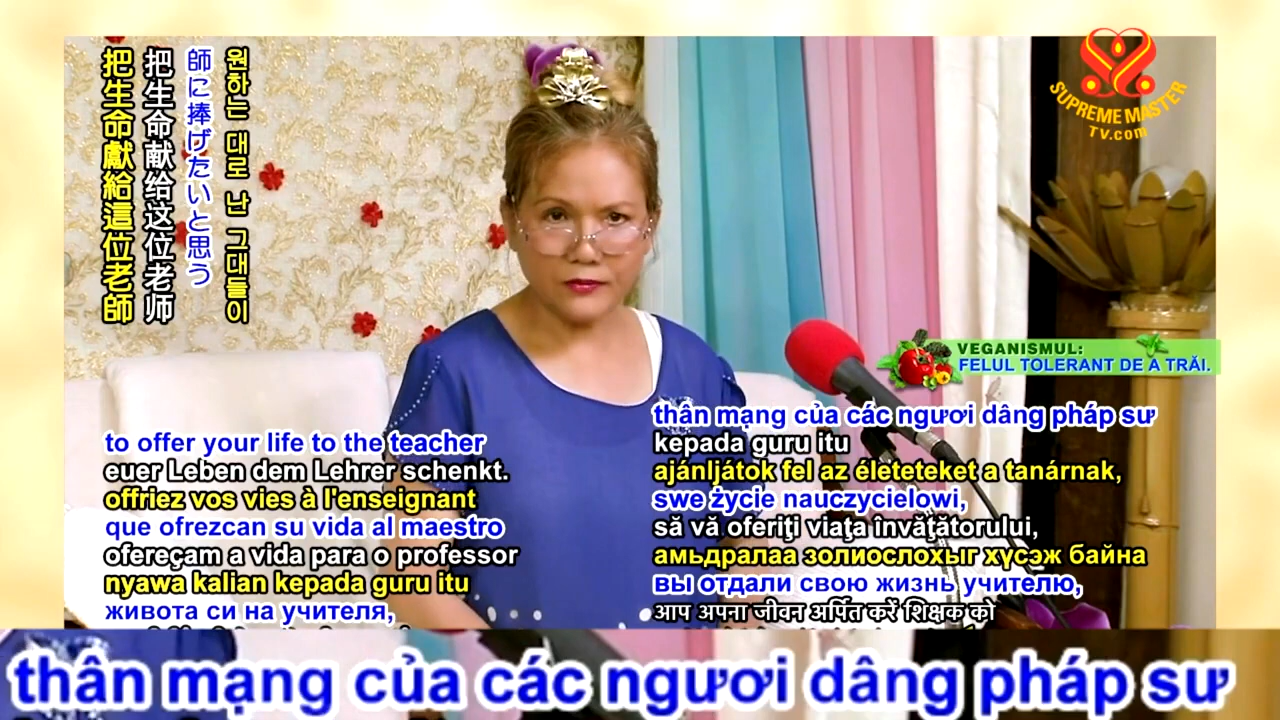 把生命獻給這位老師
把生命献给这位老师
師に捧げたいと思う
원하는 대로 난 그대들이
SUPREME MASTER
TV.com
VEGANISMUL:
FELUL TOLERANT DE A TRĂI.
to offer your life to the teacher
euer Leben dem Lehrer schenkt.
offriez vos vies à l'enseignant
que ofrezcan su vida al maestro
ofereçam a vida para o professor
nyawa kalian kepada guru itu
живота си на учителя,
thân mạng của các ngươi dâng pháp sư
kepada guru itu
ajánljátok fel az életeteket a tanárnak,
swe życie nauczycielowi,
să vă oferiţi viaţa învăţătorului,
амьдралаа золиослохыг хүсэж байна
вы отдали свою жизнь учителю,
आप अपना जीवन अर्पित करें शिक्षक को
thân mạng của các ngươi dâng pháp sư